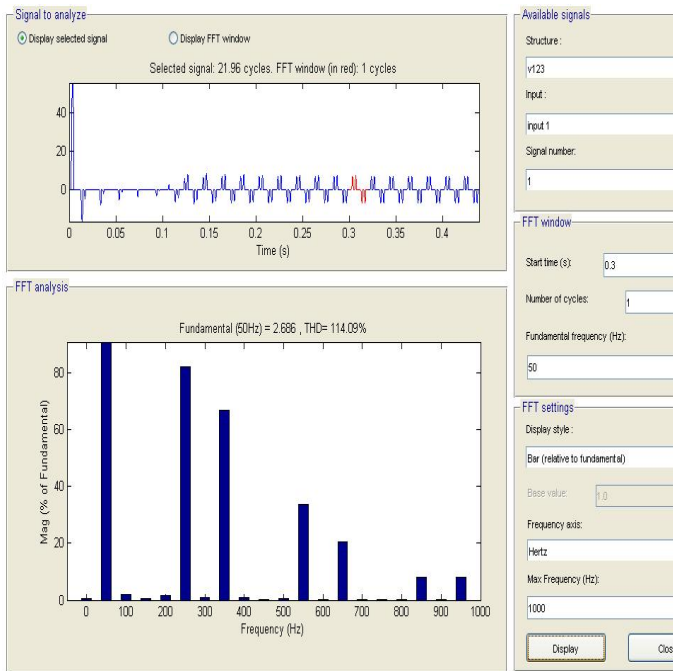 Signal to analyze
Display selected signal
Display FFT window
Selected signal: 21.96 cycles. FFT window (in red): 1 cycles
40
20
0
0
0.05
0.1
0.15
0.2
0.25
0.3
0.35
0.4
Time (s)
FFT analysis
Fundamental (50Hz) = 2.686 , THD= 114.09%
80
60
40
20
0
Mag (% of Fundamental)
0
100
200
300
400
500
600
700
800
900
1000
Frequency (Hz)
Available signals
Structure :
v123
Input :
input 1
Signal number:
1
FFT window
Start time (s):
0.3
Number of cycles:
1
Fundamental frequency (Hz):
50
FFT settings
Display style :
Bar (relative to fundamental)
Base value:
1.0
Frequency axis:
Hertz
Max Frequency (Hz):
1000
Display
Clos